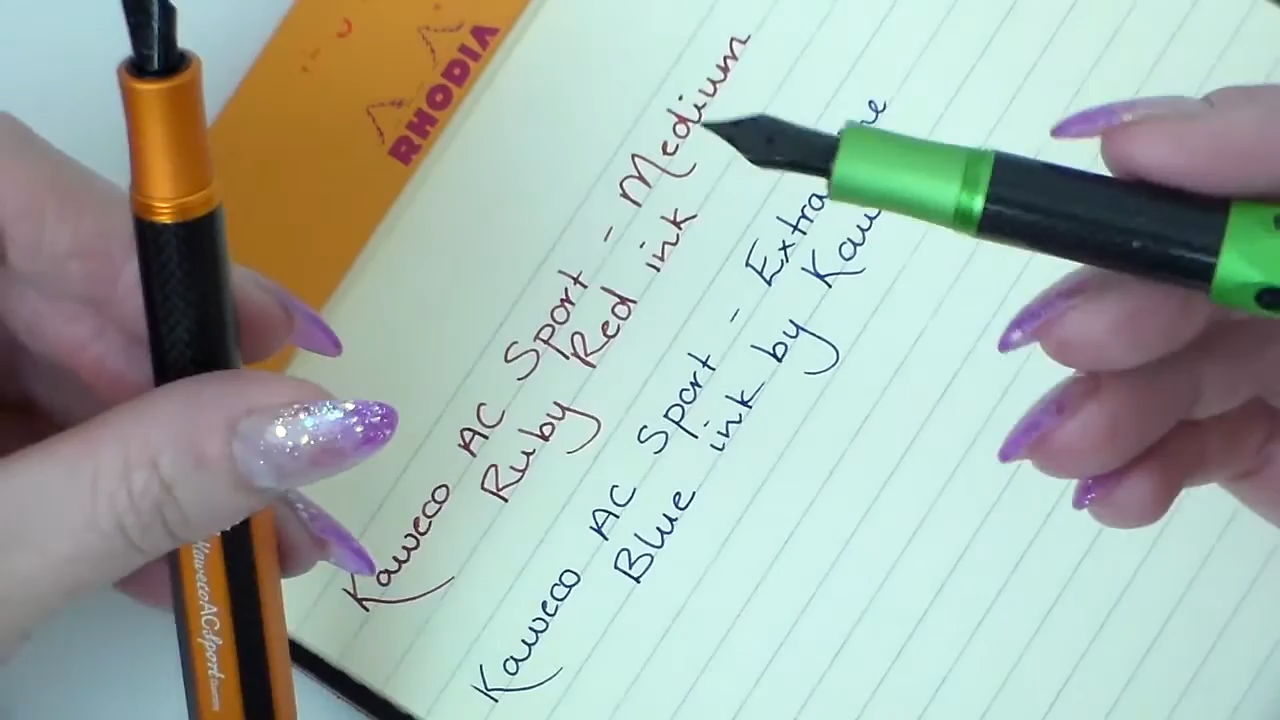 RHODIA
Kaweco AC Sport - Medium
Ruby Red ink
Kaweco AC Sport - Extra
Blue ink by
KawecoACSport